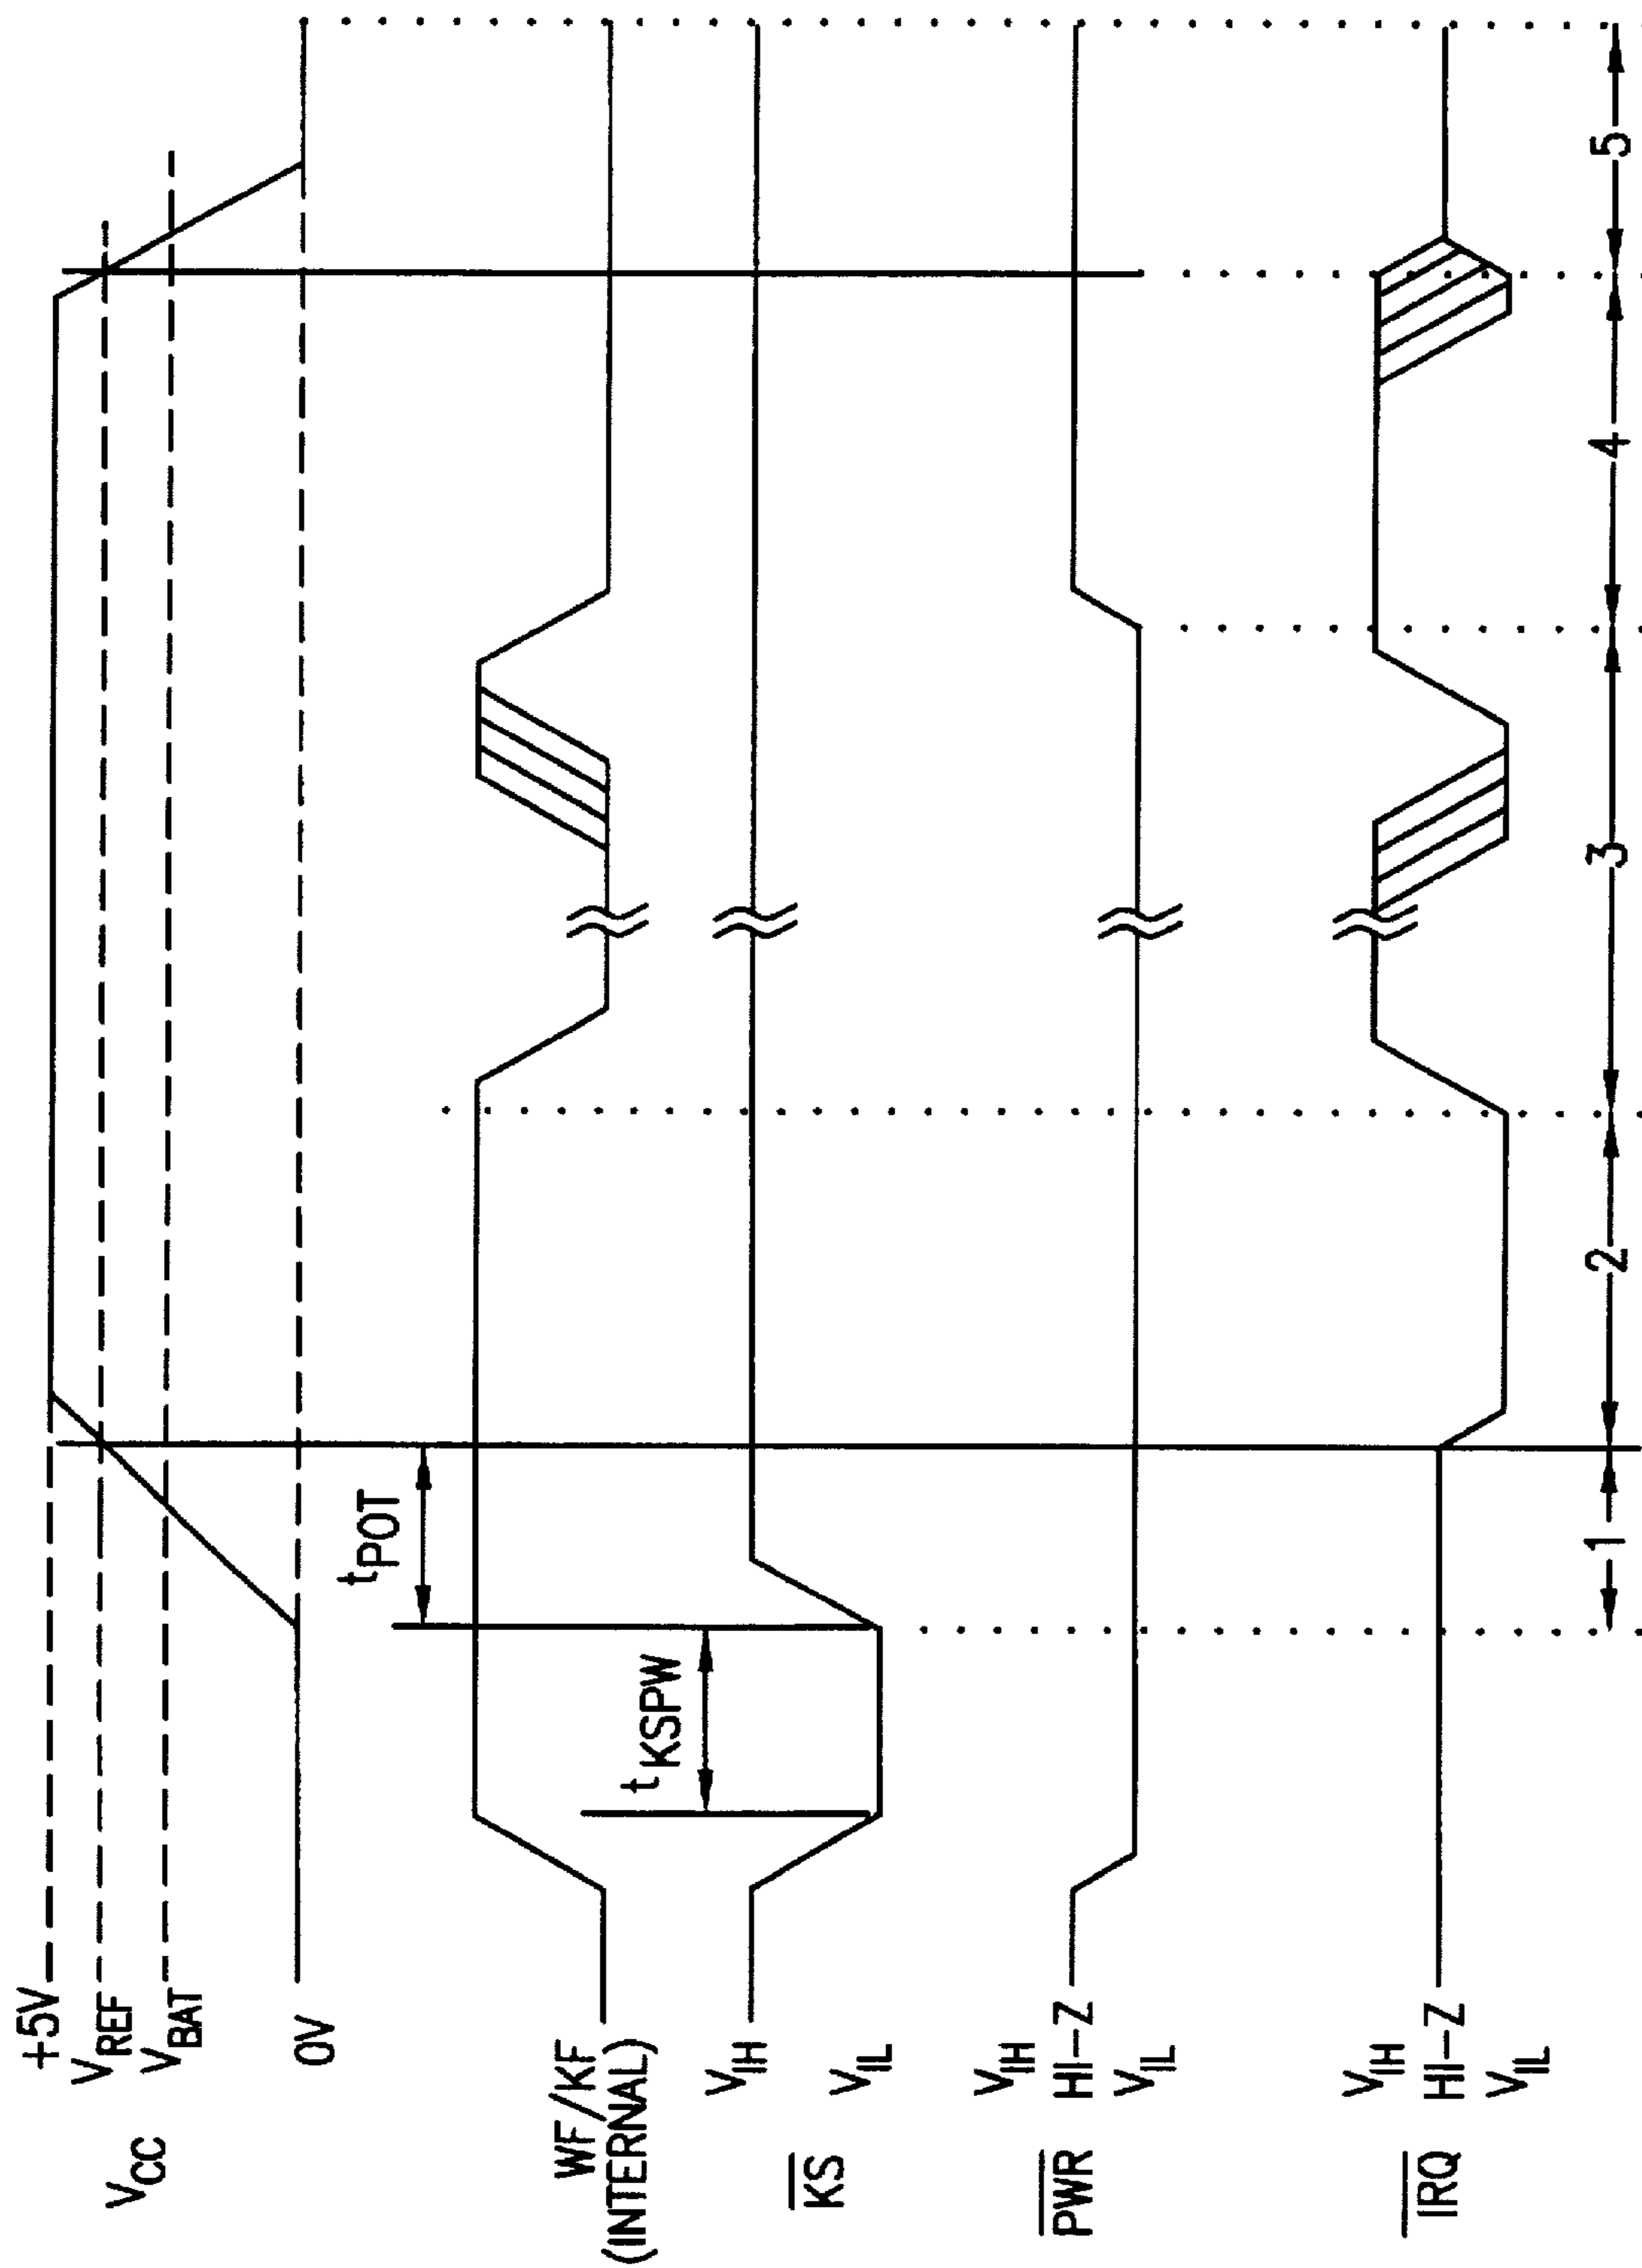 +5V
VREF
VBAT
0V
VCC
tPOT
WF/KF
(INTERNAL)
tKSPW
VIH
VIL
KS
VIH
HI-Z
VIL
PWR
VIH
HI-Z
VIL
IRQ
1
2
3
4
5